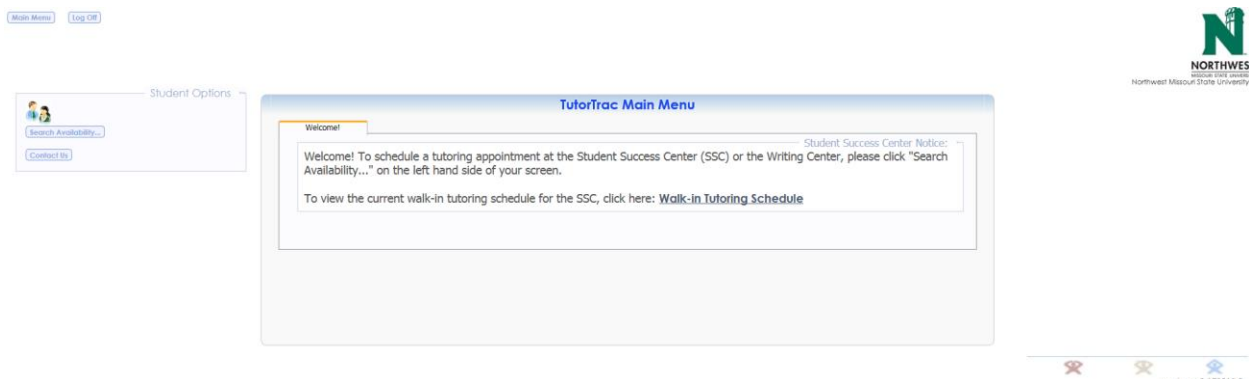 Main Menu Log Off
NORTHWES
Northwest Missouri State University
Student Options
Search Availability...
Contact Us
TutorTrac Main Menu
Welcome!
Student Success Center Notice:
Welcome! To schedule a tutoring appointment at the Student Success Center (SSC) or the Writing Center, please click "Search
Availability..." on the left hand side of your screen.
To view the current walk-in tutoring schedule for the SSC, click here: Walk-in Tutoring Schedule